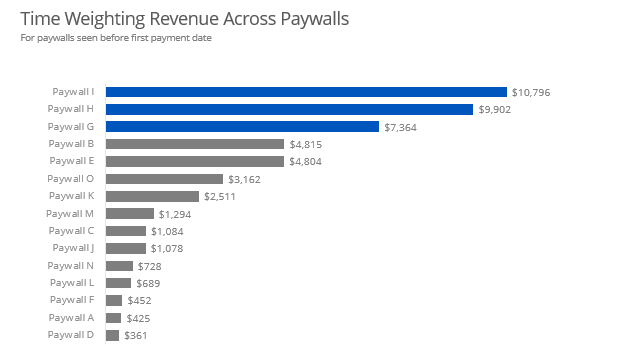 Time Weighting Revenue Across Paywalls
For paywalls seen before first payment date
Paywall I $10,796
Paywall H $9,902
Paywall G $7,364
Paywall B $4,815
Paywall E $4,804
Paywall O $3,162
Paywall K $2,511
Paywall M $1,294
Paywall C $1,084
Paywall J $1,078
Paywall N $728
Paywall L $689
Paywall F $452
Paywall A $425
Paywall D $361